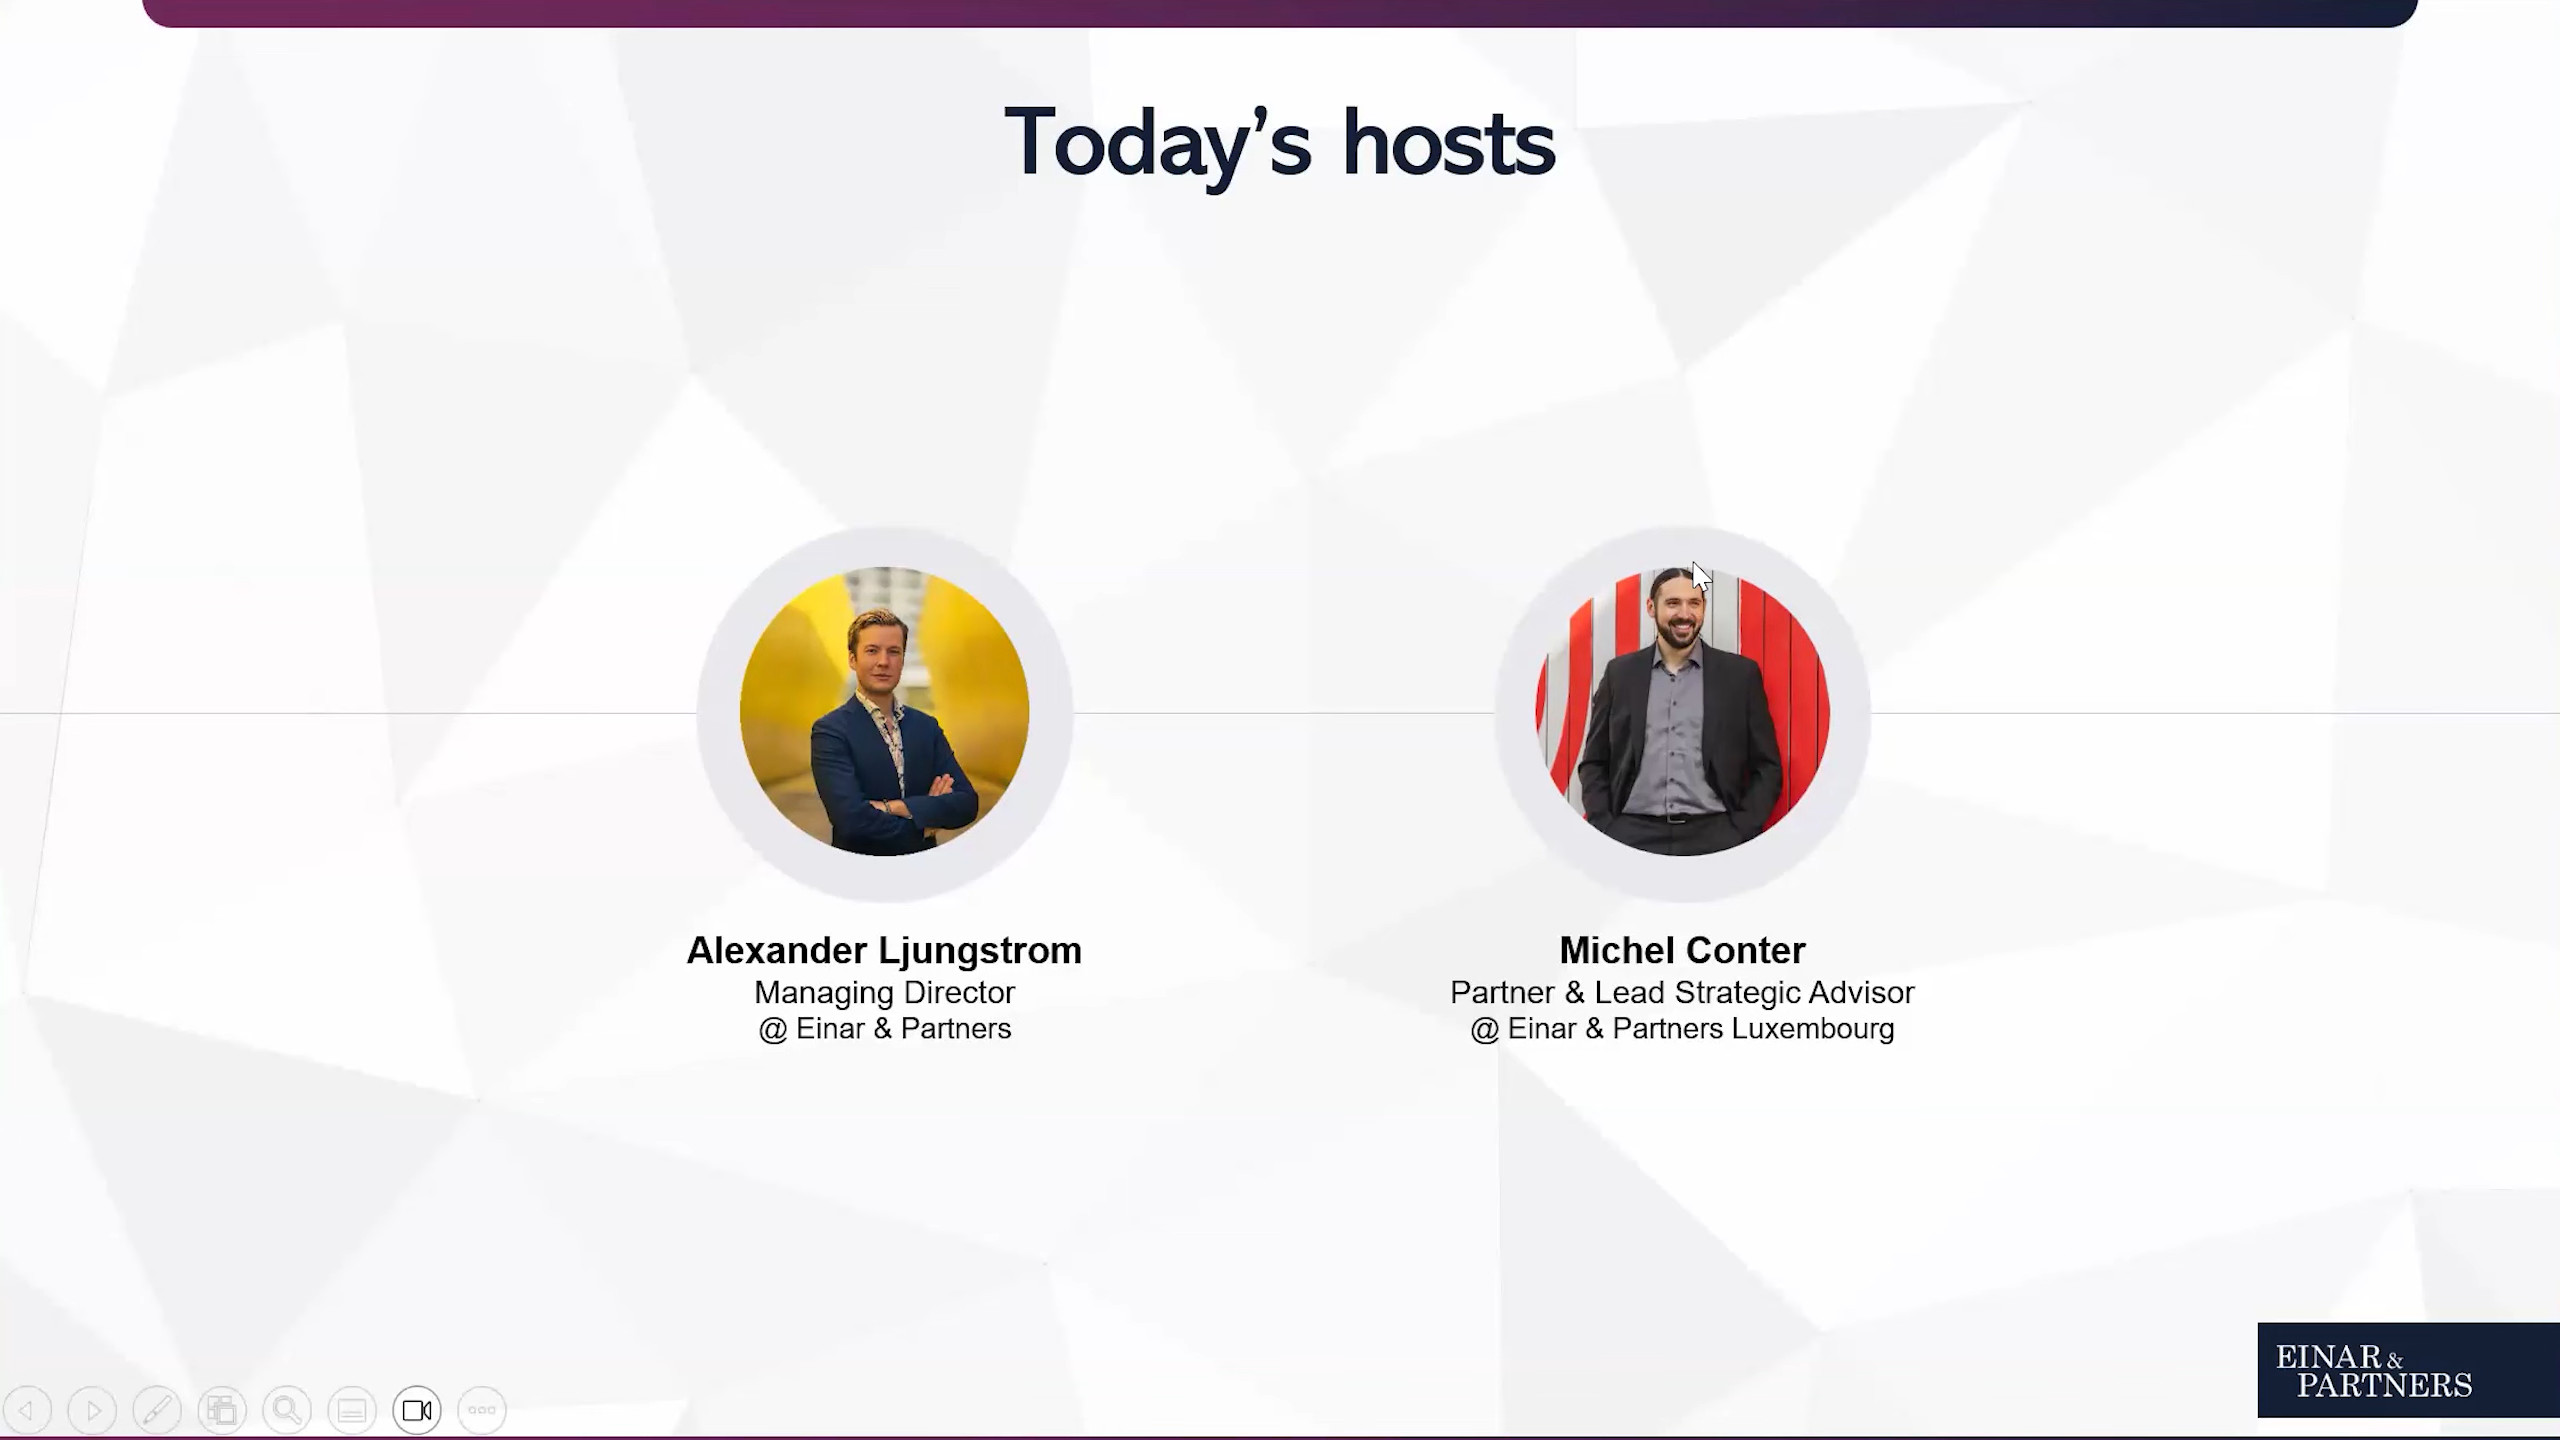 Today’s hosts
Alexander Ljungstrom
Managing Director
@ Einar & Partners
Michel Conter
Partner & Lead Strategic Advisor
@ Einar & Partners Luxembourg
EINAR &
PARTNERS